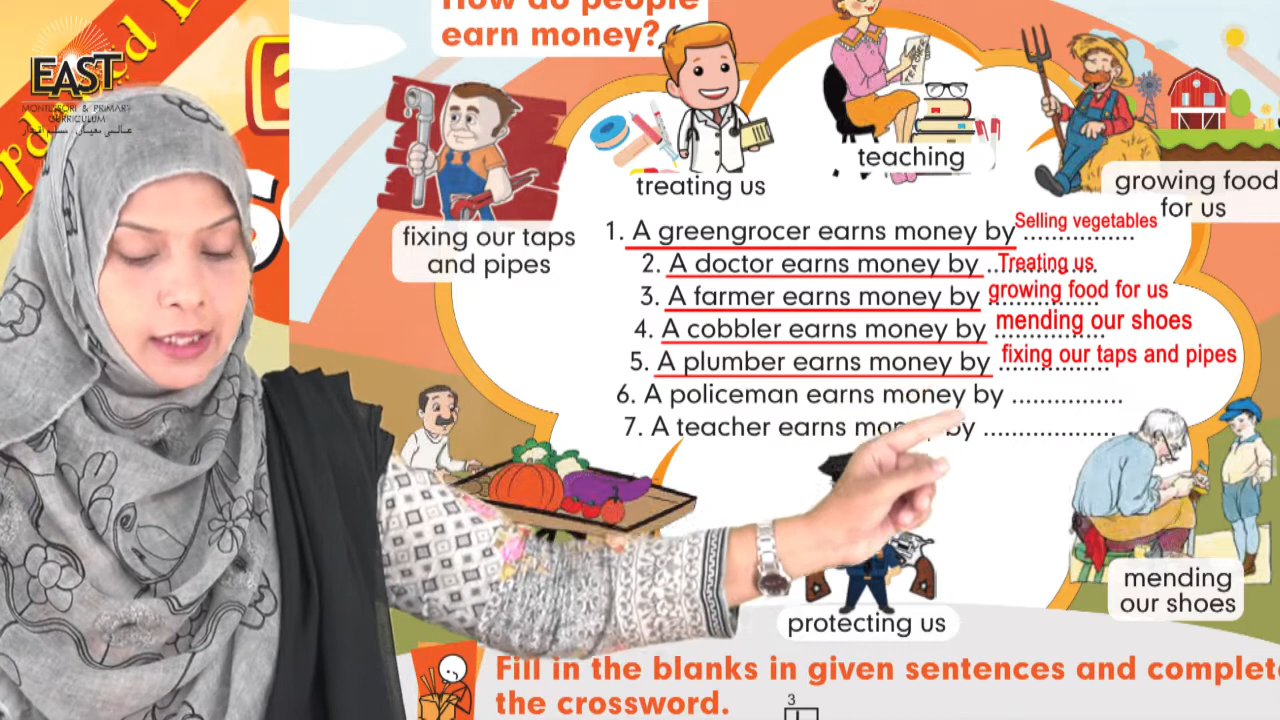 How do people
earn money?
EAST
MONTESSORI & PRIMARY
CURRICULUM
عالمی معیار، مسلم اقدار
treating us
teaching
growing food
for us
fixing our taps
and pipes
1. A greengrocer earns money by ............... Selling vegetables
2. A doctor earns money by ............... Treating us
3. A farmer earns money by ............... growing food for us
4. A cobbler earns money by ............... mending our shoes
5. A plumber earns money by ............... fixing our taps and pipes
6. A policeman earns money by ...............
7. A teacher earns by ..................
mending
our shoes
protecting us
Fill in the blanks in given sentences and complete
the crossword.
3